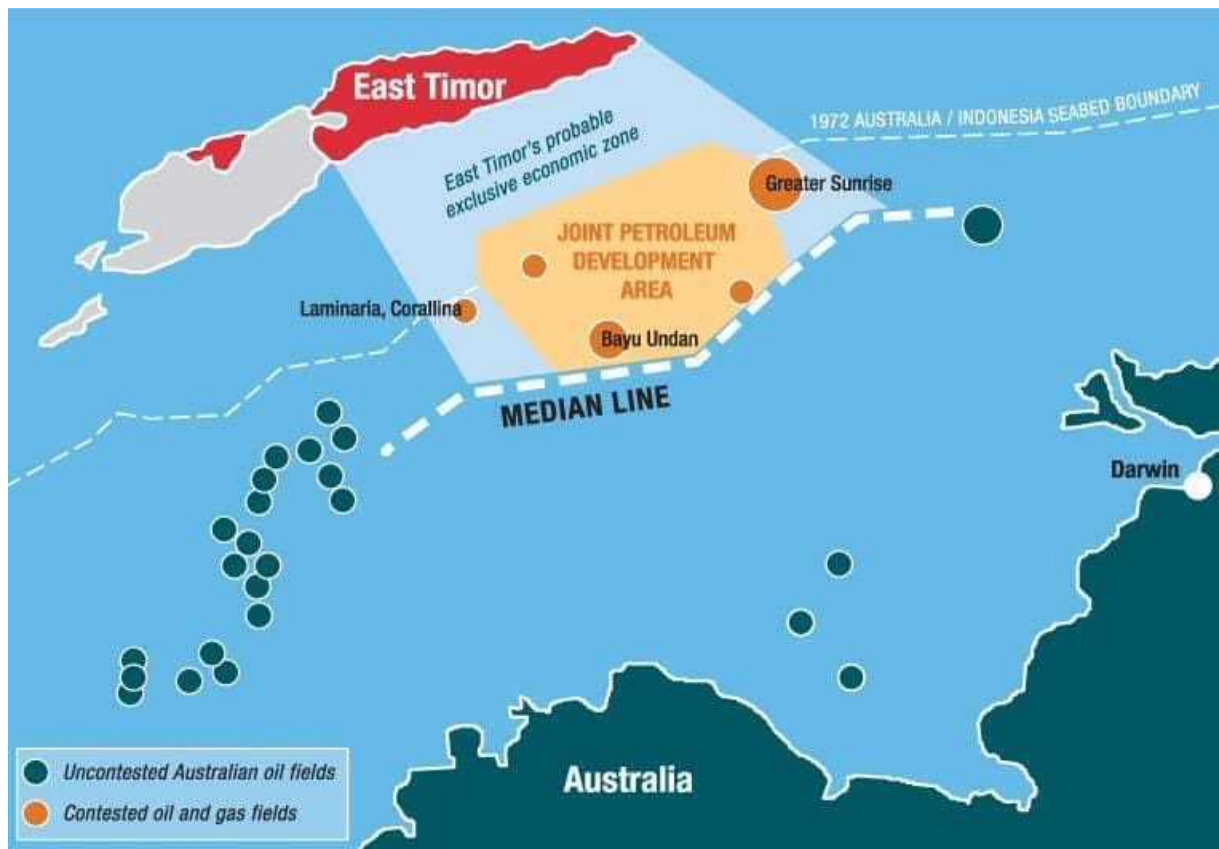 East Timor
1972 AUSTRALIA / INDONESIA SEABED BOUNDARY
East Timor's probable
exclusive economic zone
Greater Sunrise
JOINT PETROLEUM
DEVELOPMENT
AREA
Laminaria, Corallina
Bayu Undan
MEDIAN LINE
Darwin
Australia
Uncontested Australian oil fields
Contested oil and gas fields